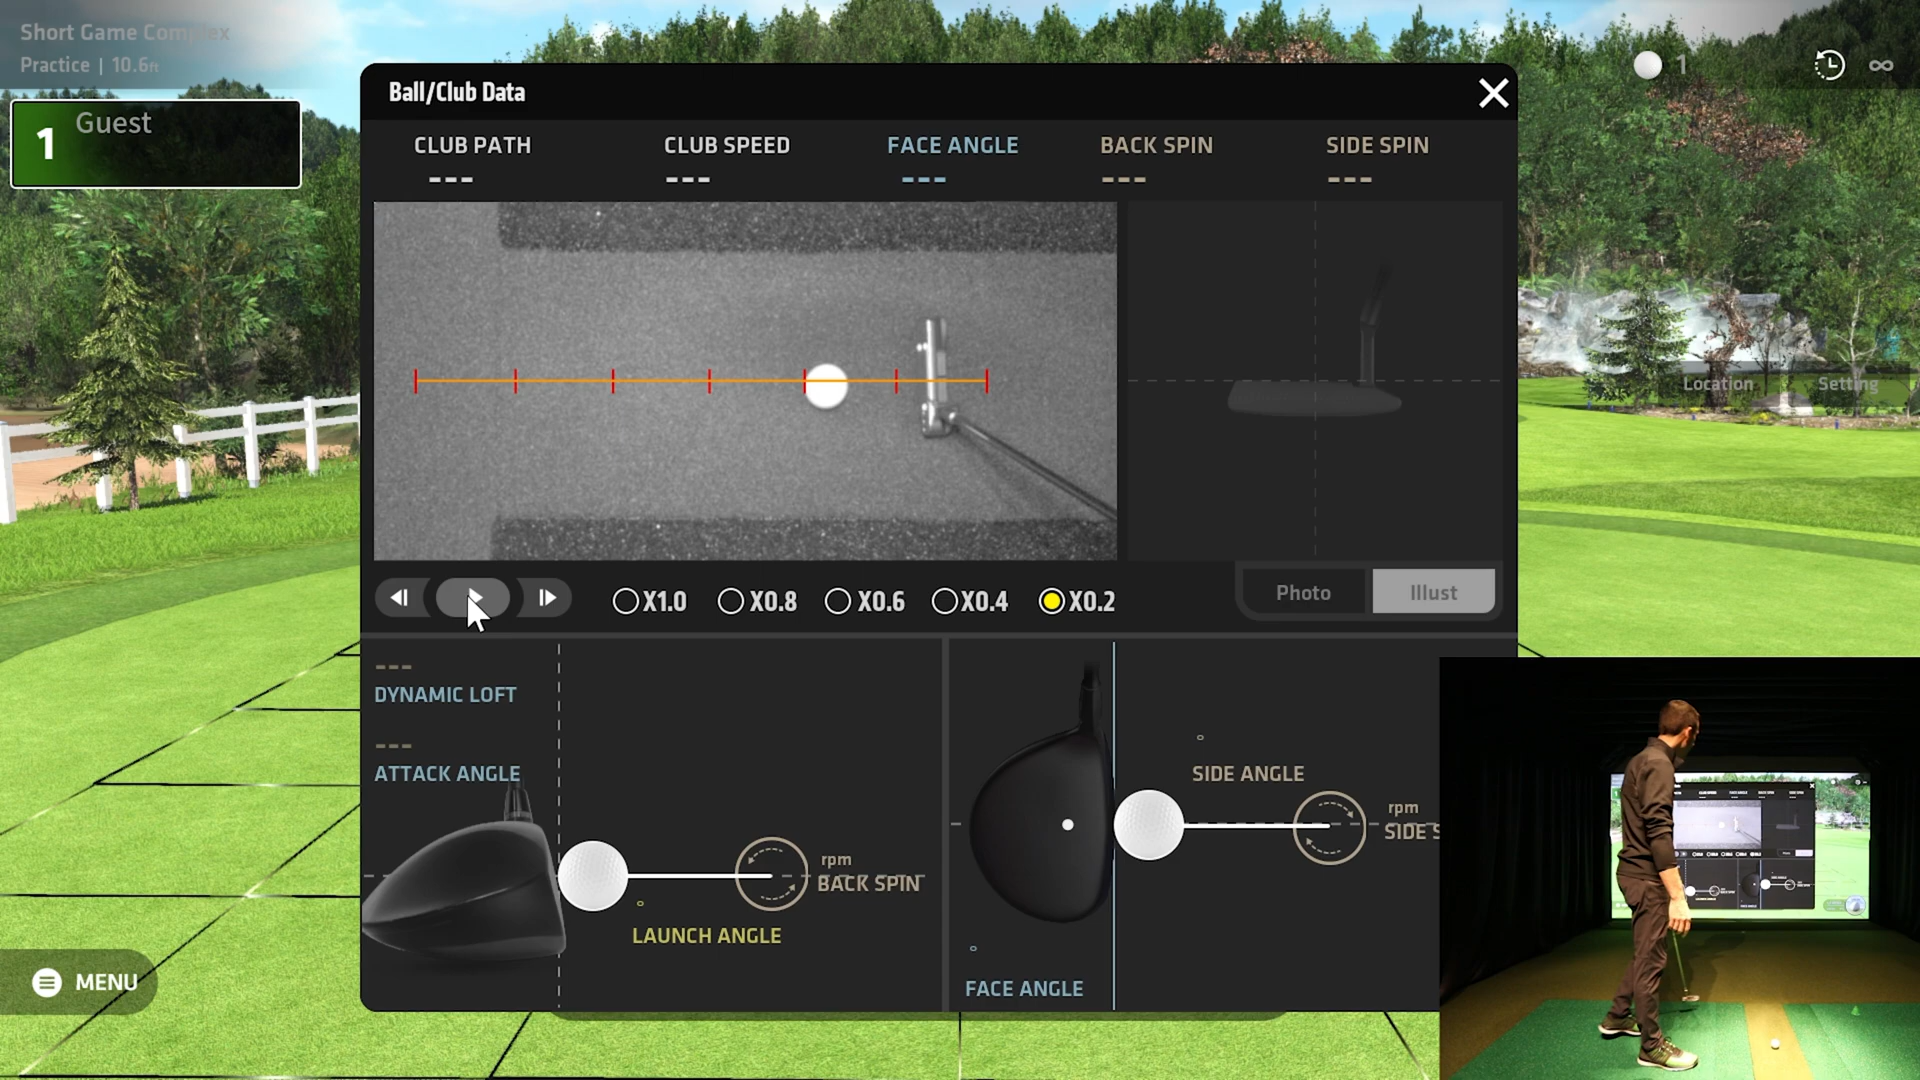 Short Game Complex
Practice | 10.6ft
1 Guest
1
∞
Ball/Club Data
CLUB PATH CLUB SPEED FACE ANGLE BACK SPIN SIDE SPIN
--- --- --- --- ---
Location Setting
X1.0 X0.8 X0.6 X0.4 X0.2
Photo Illust
---
DYNAMIC LOFT
---
ATTACK ANGLE
rpm
BACK SPIN
LAUNCH ANGLE
SIDE ANGLE
rpm
SIDE S
FACE ANGLE
MENU